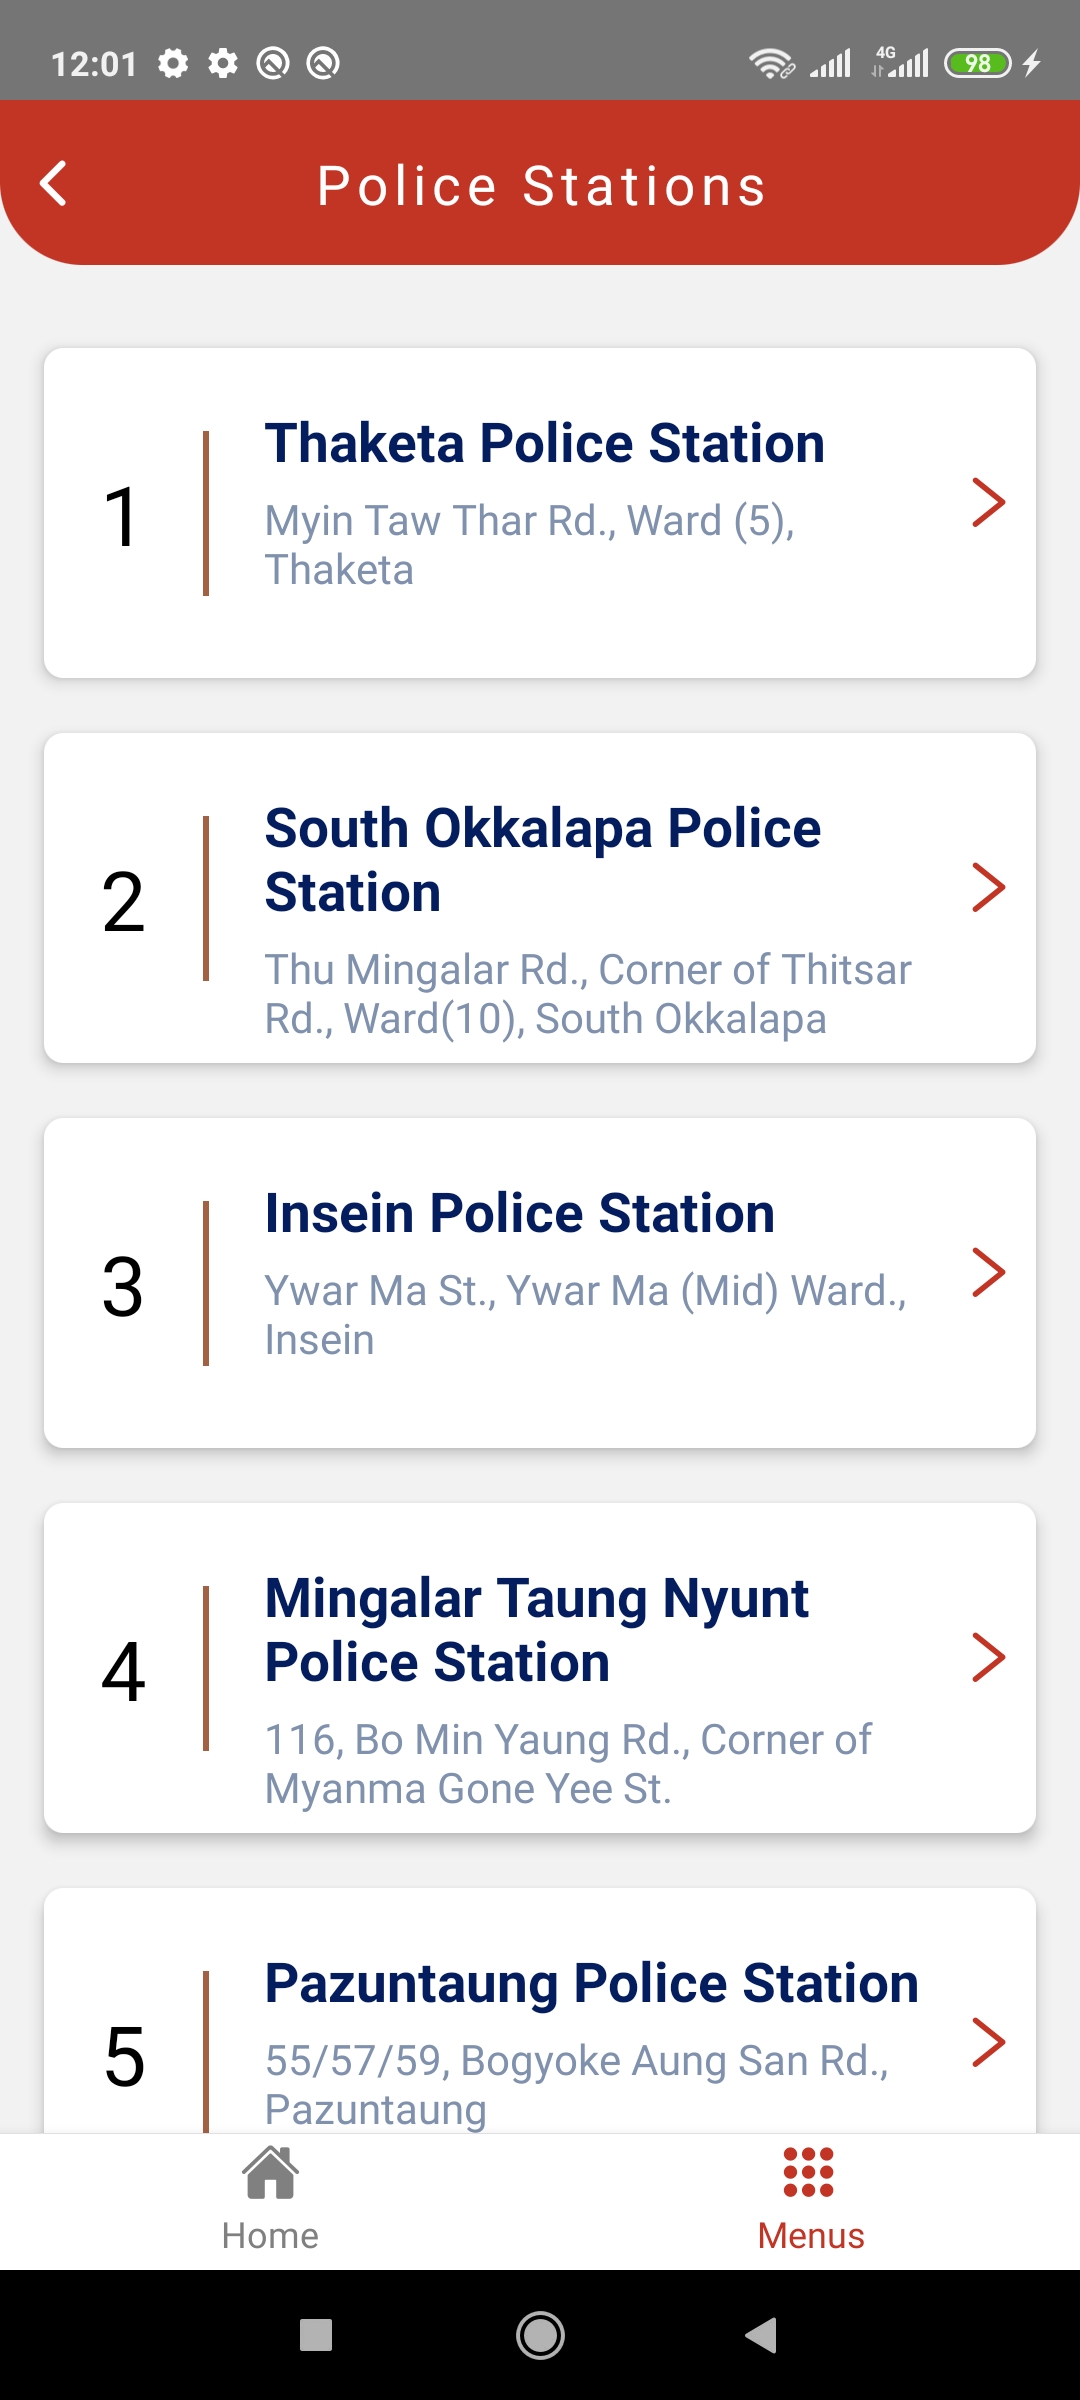 12:01
4G
98
Police Stations
1
Thaketa Police Station
Myin Taw Thar Rd., Ward (5),
Thaketa
2
South Okkalapa Police
Station
Thu Mingalar Rd., Corner of Thitsar
Rd., Ward(10), South Okkalapa
3
Insein Police Station
Ywar Ma St., Ywar Ma (Mid) Ward.,
Insein
4
Mingalar Taung Nyunt
Police Station
116, Bo Min Yaung Rd., Corner of
Myanma Gone Yee St.
5
Pazuntaung Police Station
55/57/59, Bogyoke Aung San Rd.,
Pazuntaung
Home
Menus